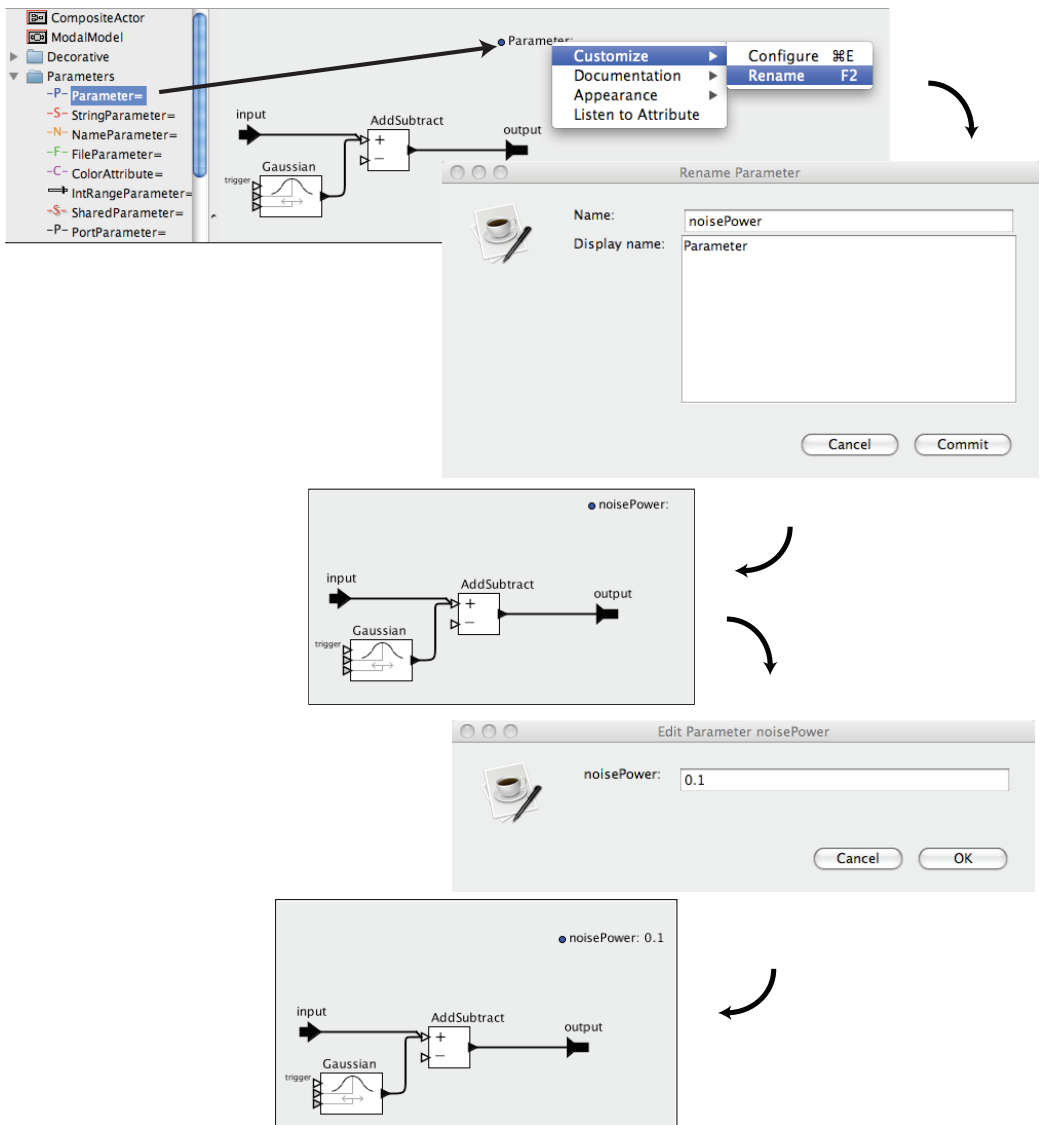 CompositeActor
ModalModel
Decorative
Parameters
-P- Parameter=
-S- StringParameter=
-N- NameParameter=
-F- FileParameter=
-C- ColorAttribute=
IntRangeParameter=
-S- SharedParameter=
-P- PortParameter=
Parameter:
Customize
Documentation
Appearance
Listen to Attribute
Configure ⌘E
Rename F2
input
AddSubtract
+
−
output
Gaussian
trigger
Rename Parameter
Name: noisePower
Display name: Parameter
Cancel Commit
noisePower:
input
AddSubtract
+
−
output
Gaussian
trigger
Edit Parameter noisePower
noisePower: 0.1
Cancel OK
noisePower: 0.1
input
AddSubtract
+
−
output
Gaussian
trigger